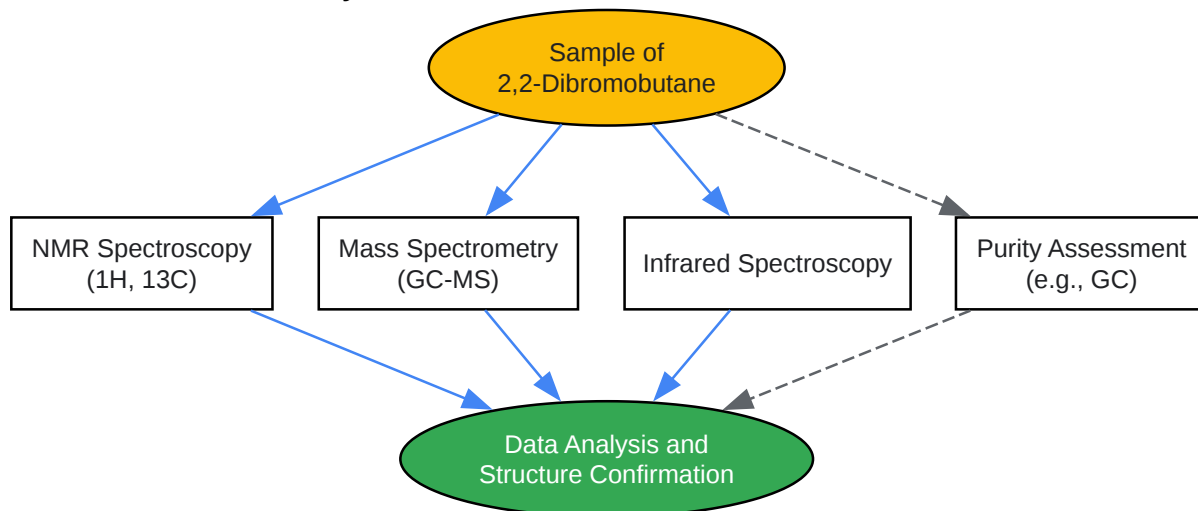 Sample of
2,2-Dibromobutane
NMR Spectroscopy
(1H, 13C)
Mass Spectrometry
(GC-MS)
Infrared Spectroscopy
Purity Assessment
(e.g., GC)
Data Analysis and
Structure Confirmation